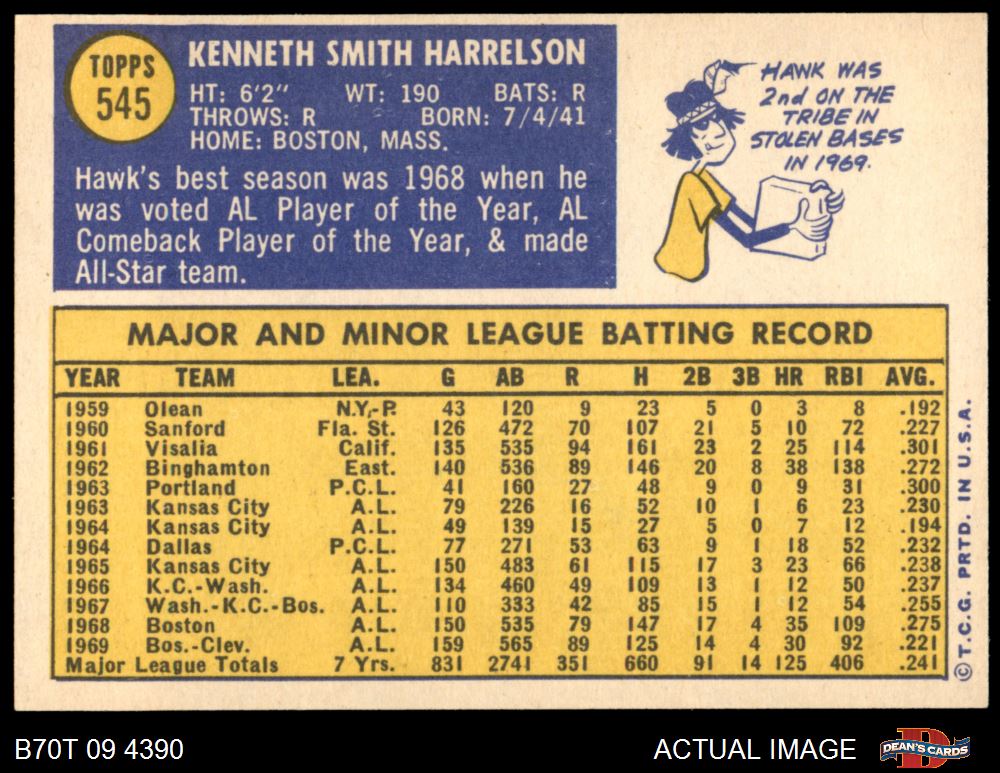 TOPPS
545
KENNETH SMITH HARRELSON
HT: 6'2" WT: 190 BATS: R
THROWS: R BORN: 7/4/41
HOME: BOSTON, MASS.
Hawk's best season was 1968 when he
was voted AL Player of the Year, AL
Comeback Player of the Year, & made
All-Star team.
HAWK WAS
2nd ON THE
TRIBE IN
STOLEN BASES
IN 1969.
MAJOR AND MINOR LEAGUE BATTING RECORD
YEAR TEAM LEA. G AB R H 2B 3B HR RBI AVG.
1959 Olean N.Y.-P. 43 120 9 23 5 0 3 8 .192
1960 Sanford Fla. St. 126 472 70 107 21 5 10 72 .227
1961 Visalia Calif. 135 535 94 161 23 2 25 114 .301
1962 Binghamton East. 140 536 89 146 20 8 38 138 .272
1963 Portland P.C.L. 41 160 27 48 9 0 9 31 .300
1963 Kansas City A.L. 79 226 16 52 10 1 6 23 .230
1964 Kansas City A.L. 49 139 15 27 5 0 7 12 .194
1964 Dallas P.C.L. 77 271 53 63 9 1 18 52 .232
1965 Kansas City A.L. 150 483 61 115 17 3 23 66 .238
1966 K.C.-Wash. A.L. 134 460 49 109 13 1 12 50 .237
1967 Wash.-K.C.-Bos. A.L. 110 333 42 85 15 1 12 54 .255
1968 Boston A.L. 150 535 79 147 17 4 35 109 .275
1969 Bos.-Clev. A.L. 159 565 89 125 14 4 30 92 .221
Major League Totals 7 Yrs. 831 2741 351 660 91 14 125 406 .241
©T.C.G. PRTD. IN U.S.A.
B70T 09 4390
ACTUAL IMAGE
D
DEAN'S CARDS